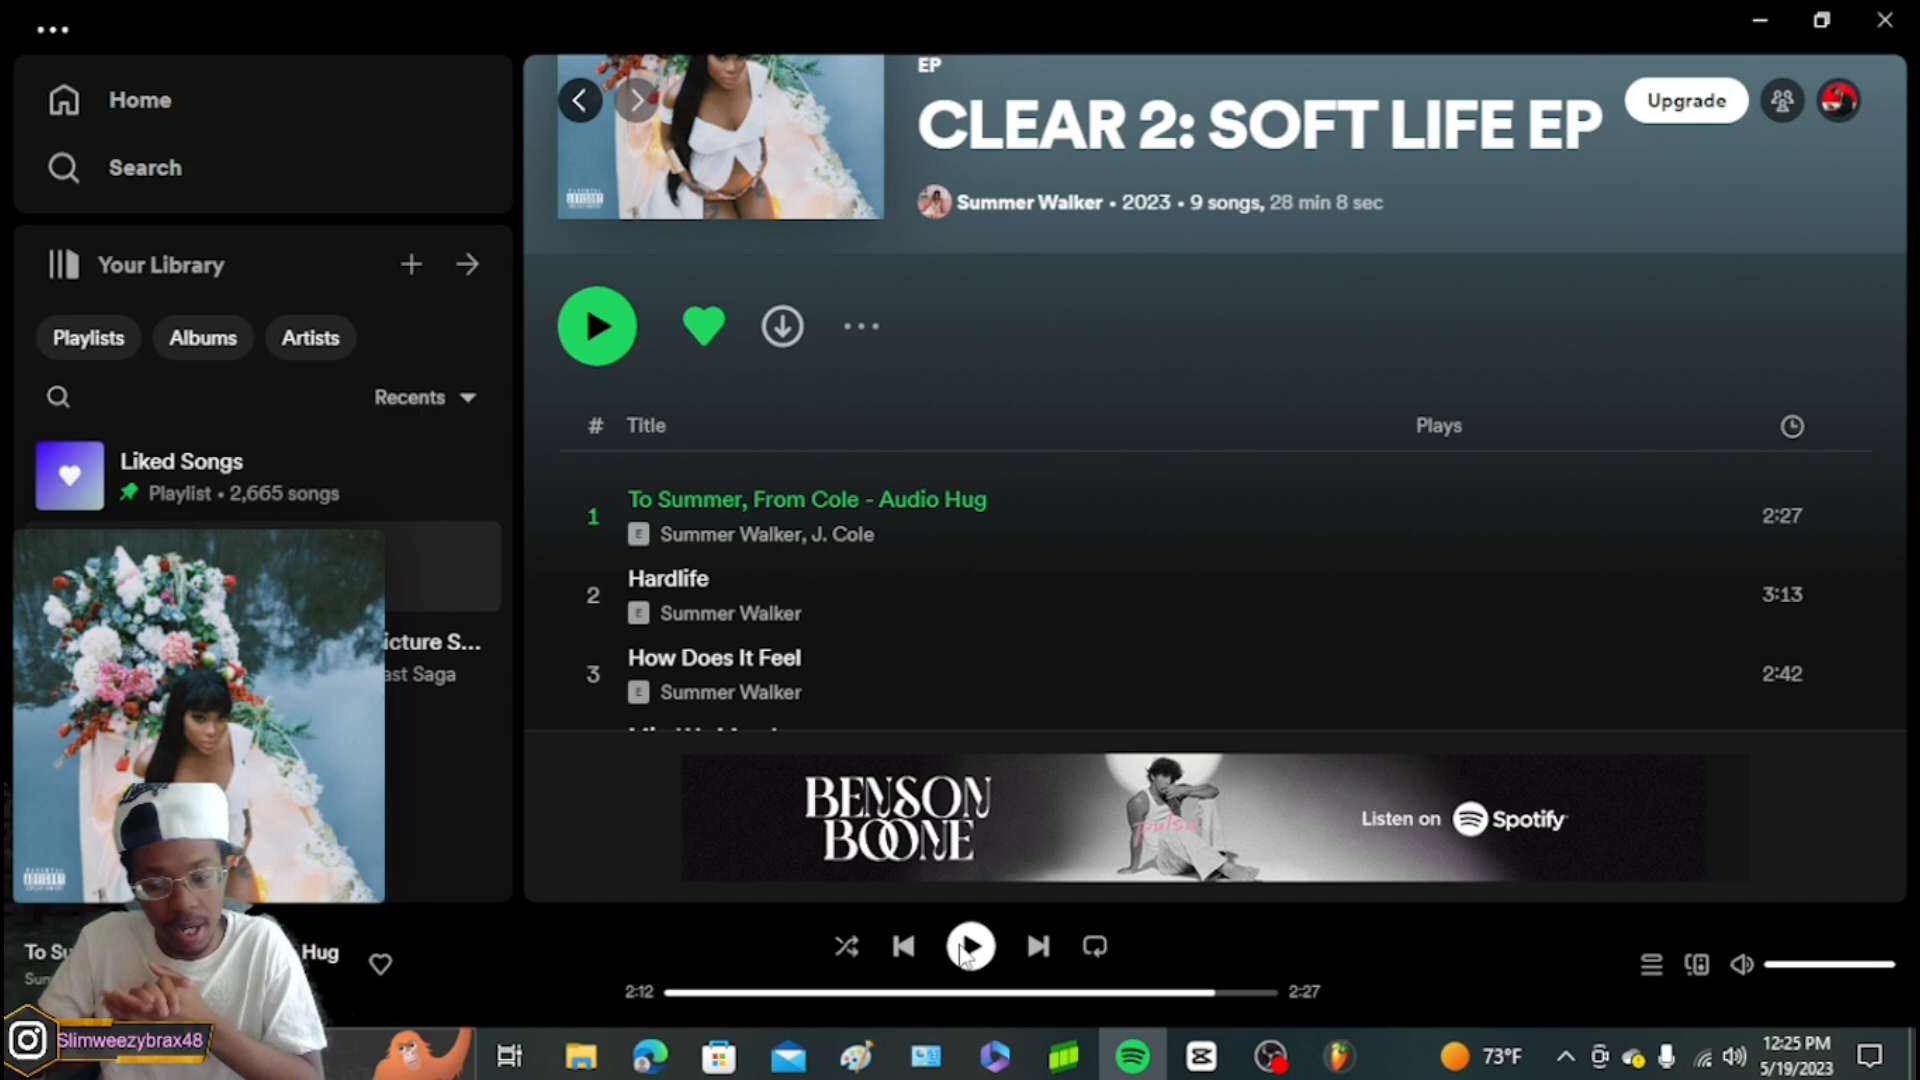 Home
Search
Your Library
Playlists
Albums
Artists
Recents
Liked Songs
Playlist • 2,665 songs
icture S...
ast Saga
EP
CLEAR 2: SOFT LIFE EP
Upgrade
Summer Walker • 2023 • 9 songs, 28 min 8 sec
# Title Plays
1 To Summer, From Cole - Audio Hug 2:27
E Summer Walker, J. Cole
2 Hardlife 3:13
E Summer Walker
3 How Does It Feel 2:42
E Summer Walker
BENSON BOONE
pulse
Listen on Spotify
To Su Hug
Sun
2:12 2:27
Slimweezybrax48
73°F
12:25 PM
5/19/2023